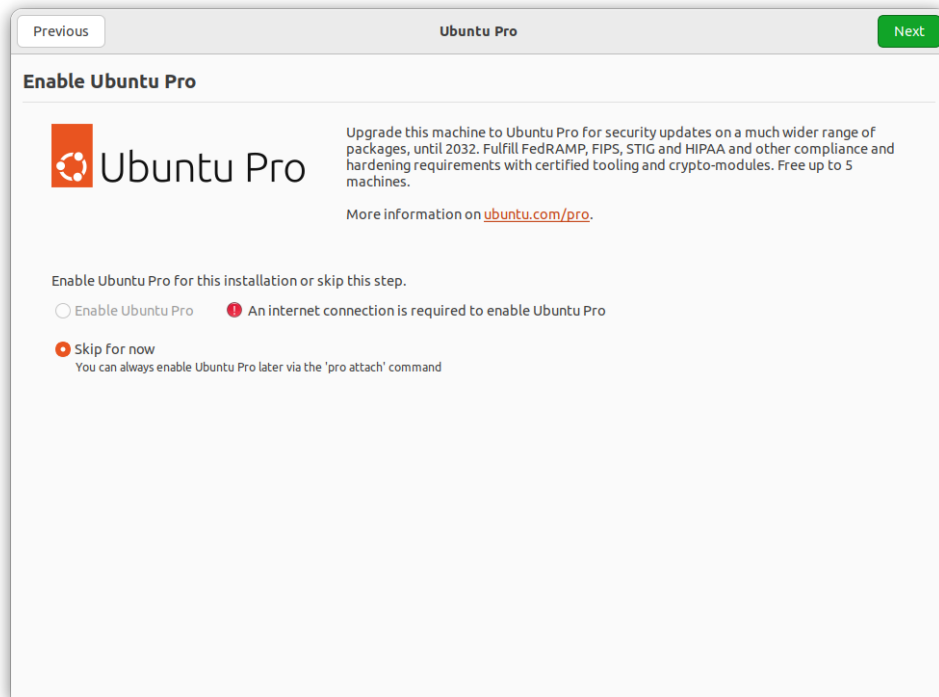 Previous
Ubuntu Pro
Next
Enable Ubuntu Pro
Ubuntu Pro
Upgrade this machine to Ubuntu Pro for security updates on a much wider range of
packages, until 2032. Fulfill FedRAMP, FIPS, STIG and HIPAA and other compliance and
hardening requirements with certified tooling and crypto-modules. Free up to 5
machines.
More information on ubuntu.com/pro.
Enable Ubuntu Pro for this installation or skip this step.
Enable Ubuntu Pro
An internet connection is required to enable Ubuntu Pro
Skip for now
You can always enable Ubuntu Pro later via the 'pro attach' command